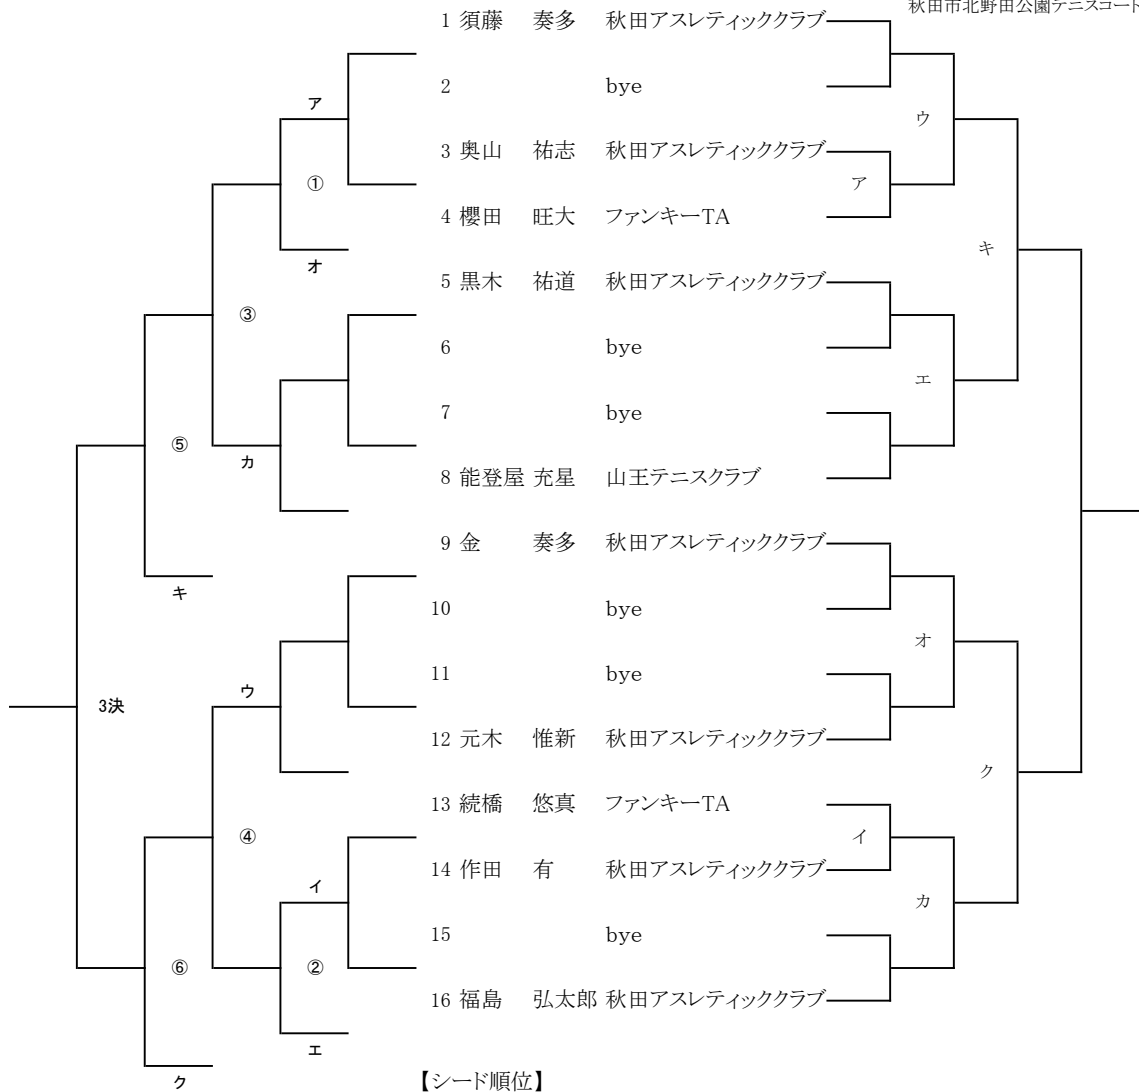 秋田市北野田公園テニスコート
1 須藤 奏多 秋田アスレティッククラブ
2 bye
ア
ウ
3 奥山 祐志 秋田アスレティッククラブ
①
ア
4 櫻田 旺大 ファンキーTA
キ
オ
5 黒木 祐道 秋田アスレティッククラブ
③
6 bye
エ
7 bye
⑤
カ
8 能登屋 充星 山王テニスクラブ
9 金 奏多 秋田アスレティッククラブ
キ
10 bye
オ
11 bye
ウ
3決
12 元木 惟新 秋田アスレティッククラブ
ク
13 続橋 悠真 ファンキーTA
④
イ
14 作田 有 秋田アスレティッククラブ
イ
カ
15 bye
⑥
②
16 福島 弘太郎 秋田アスレティッククラブ
エ
ク
【シード順位】